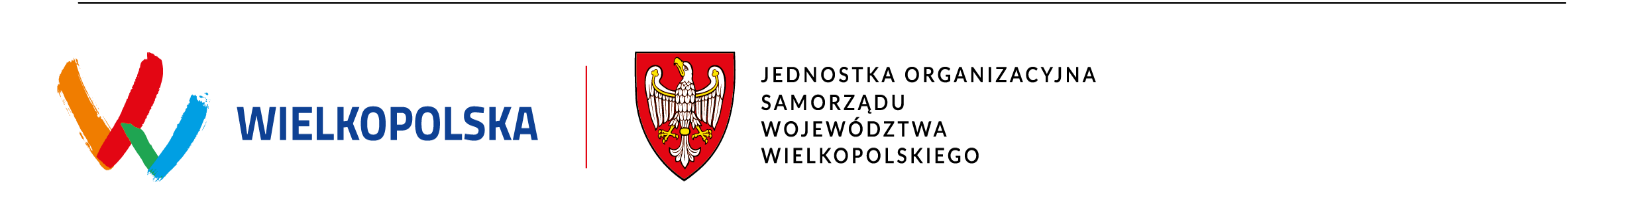 WIELKOPOLSKA
JEDNOSTKA ORGANIZACYJNA
SAMORZĄDU
WOJEWÓDZTWA
WIELKOPOLSKIEGO